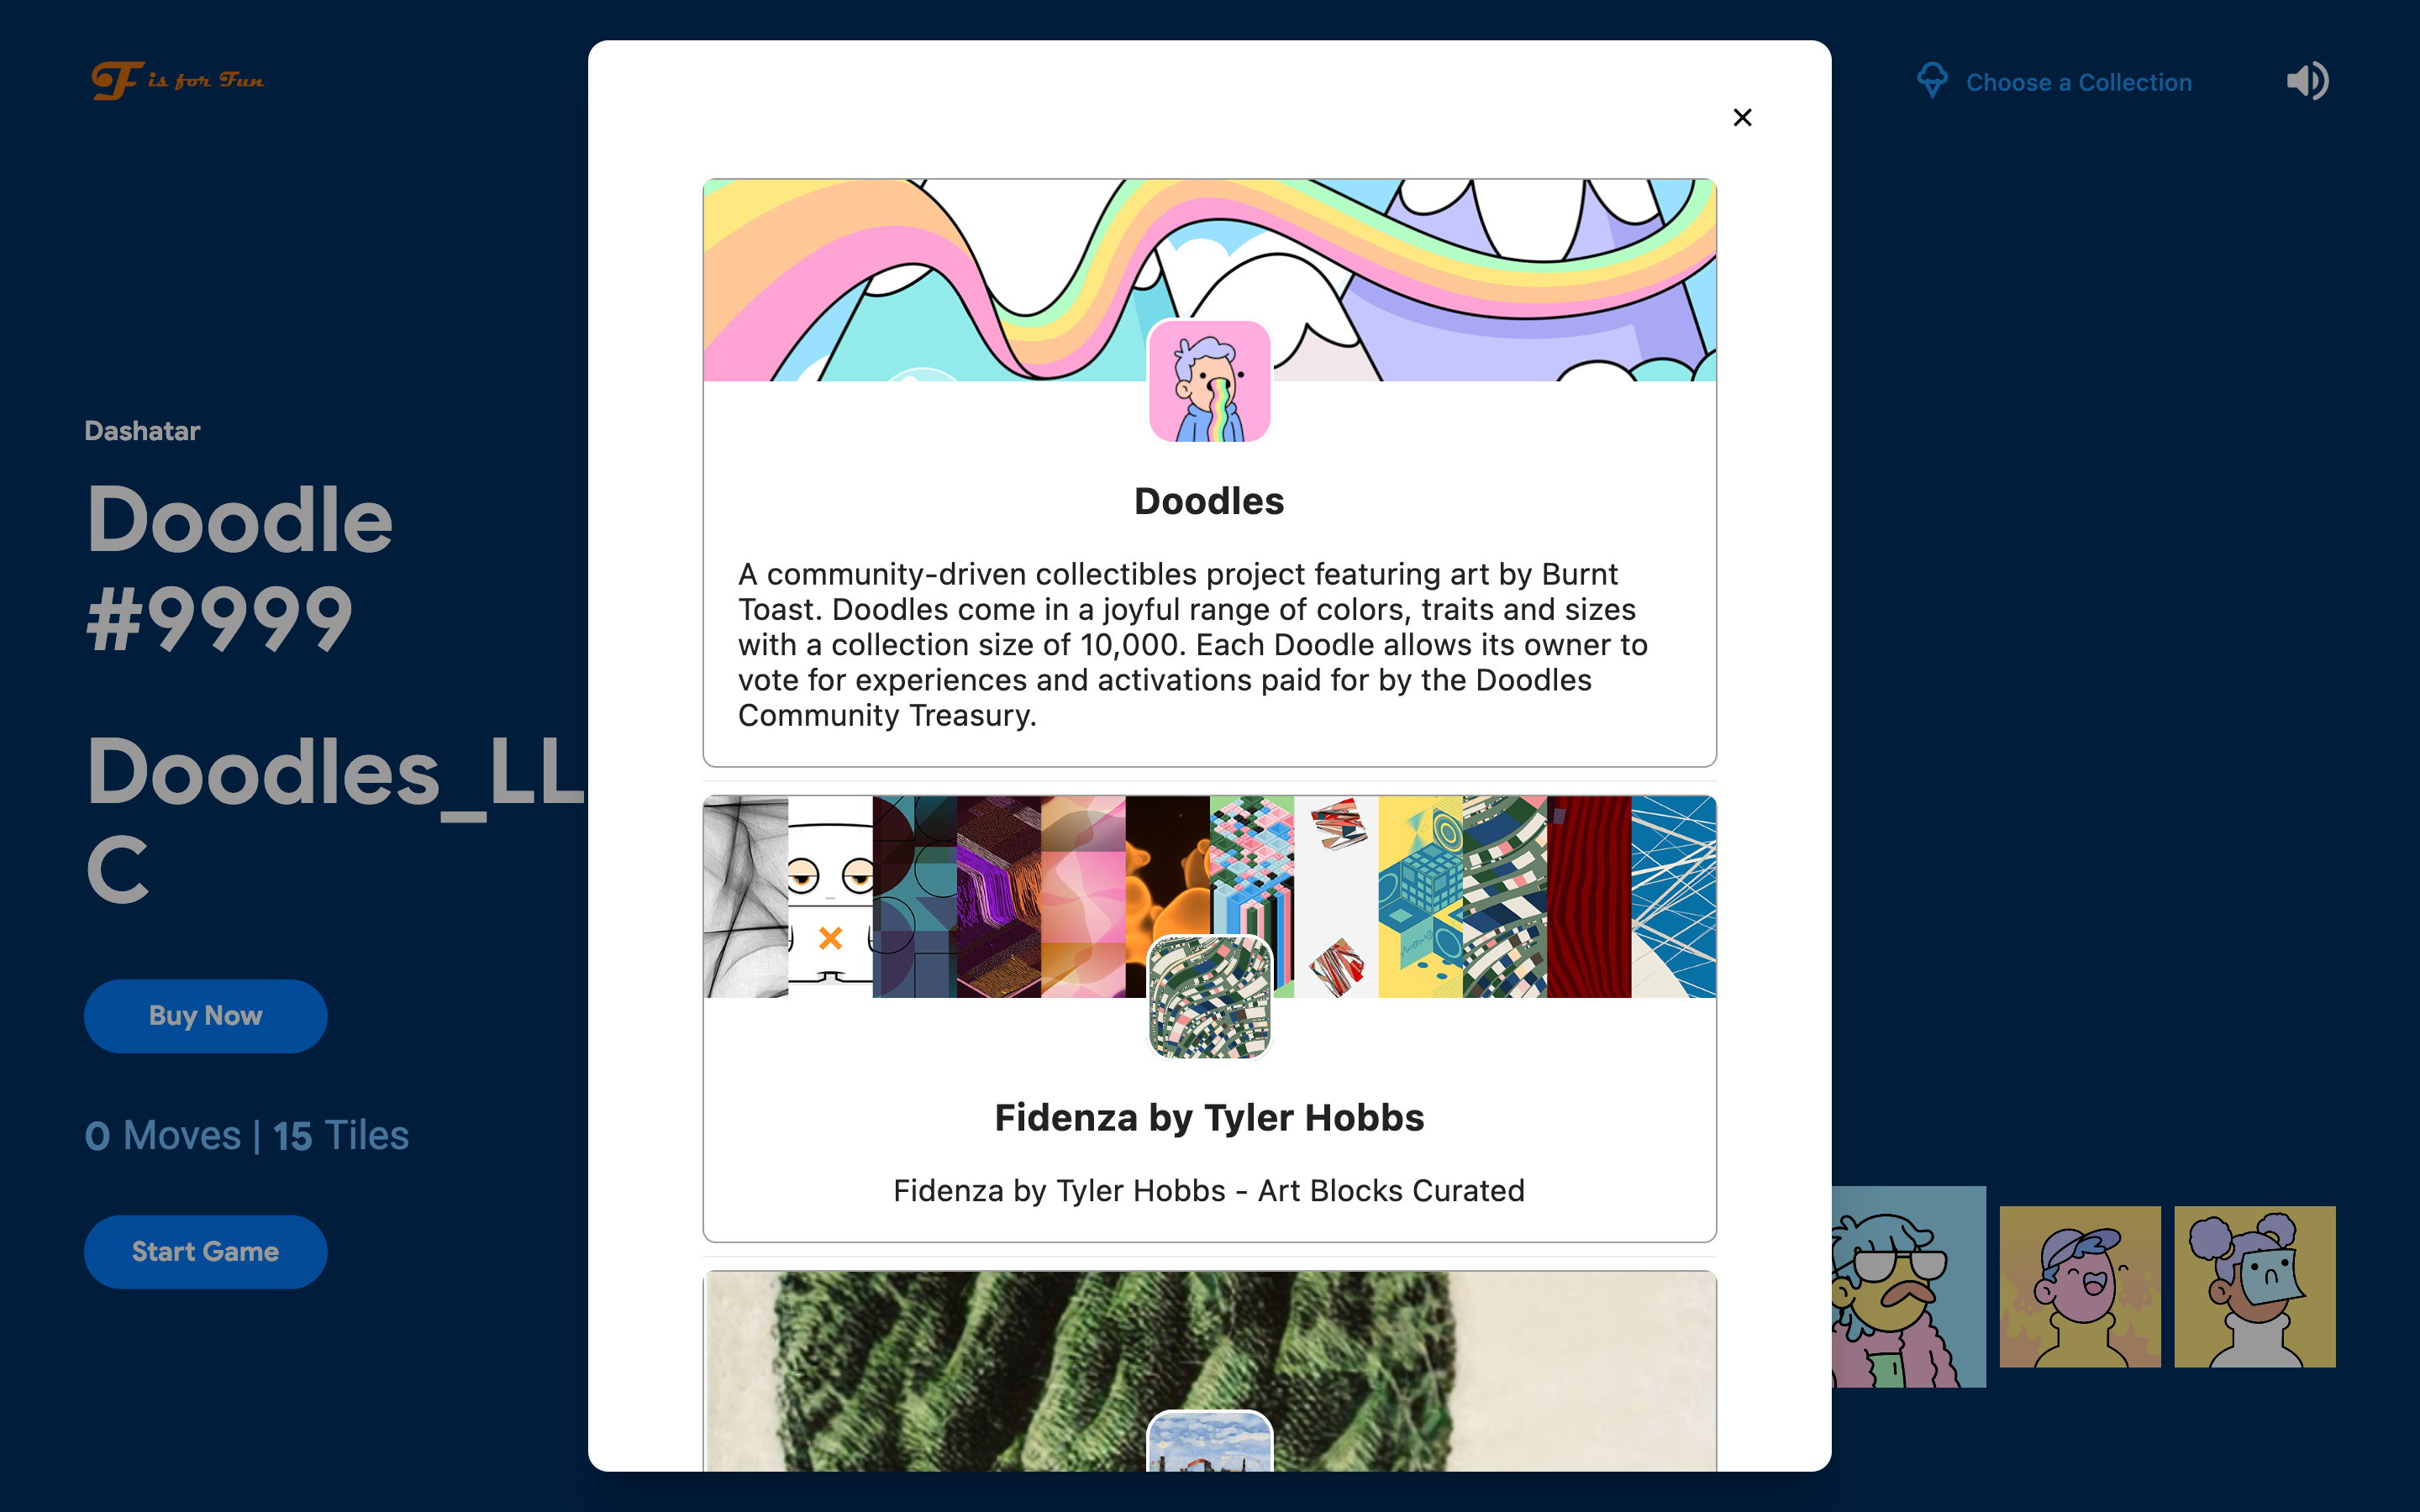 F is for Fun
Choose a Collection
Dashatar
Doodle
#9999
Doodles_LL
C
Buy Now
0 Moves | 15 Tiles
Start Game
Doodles
A community-driven collectibles project featuring art by Burnt
Toast. Doodles come in a joyful range of colors, traits and sizes
with a collection size of 10,000. Each Doodle allows its owner to
vote for experiences and activations paid for by the Doodles
Community Treasury.
Fidenza by Tyler Hobbs
Fidenza by Tyler Hobbs - Art Blocks Curated